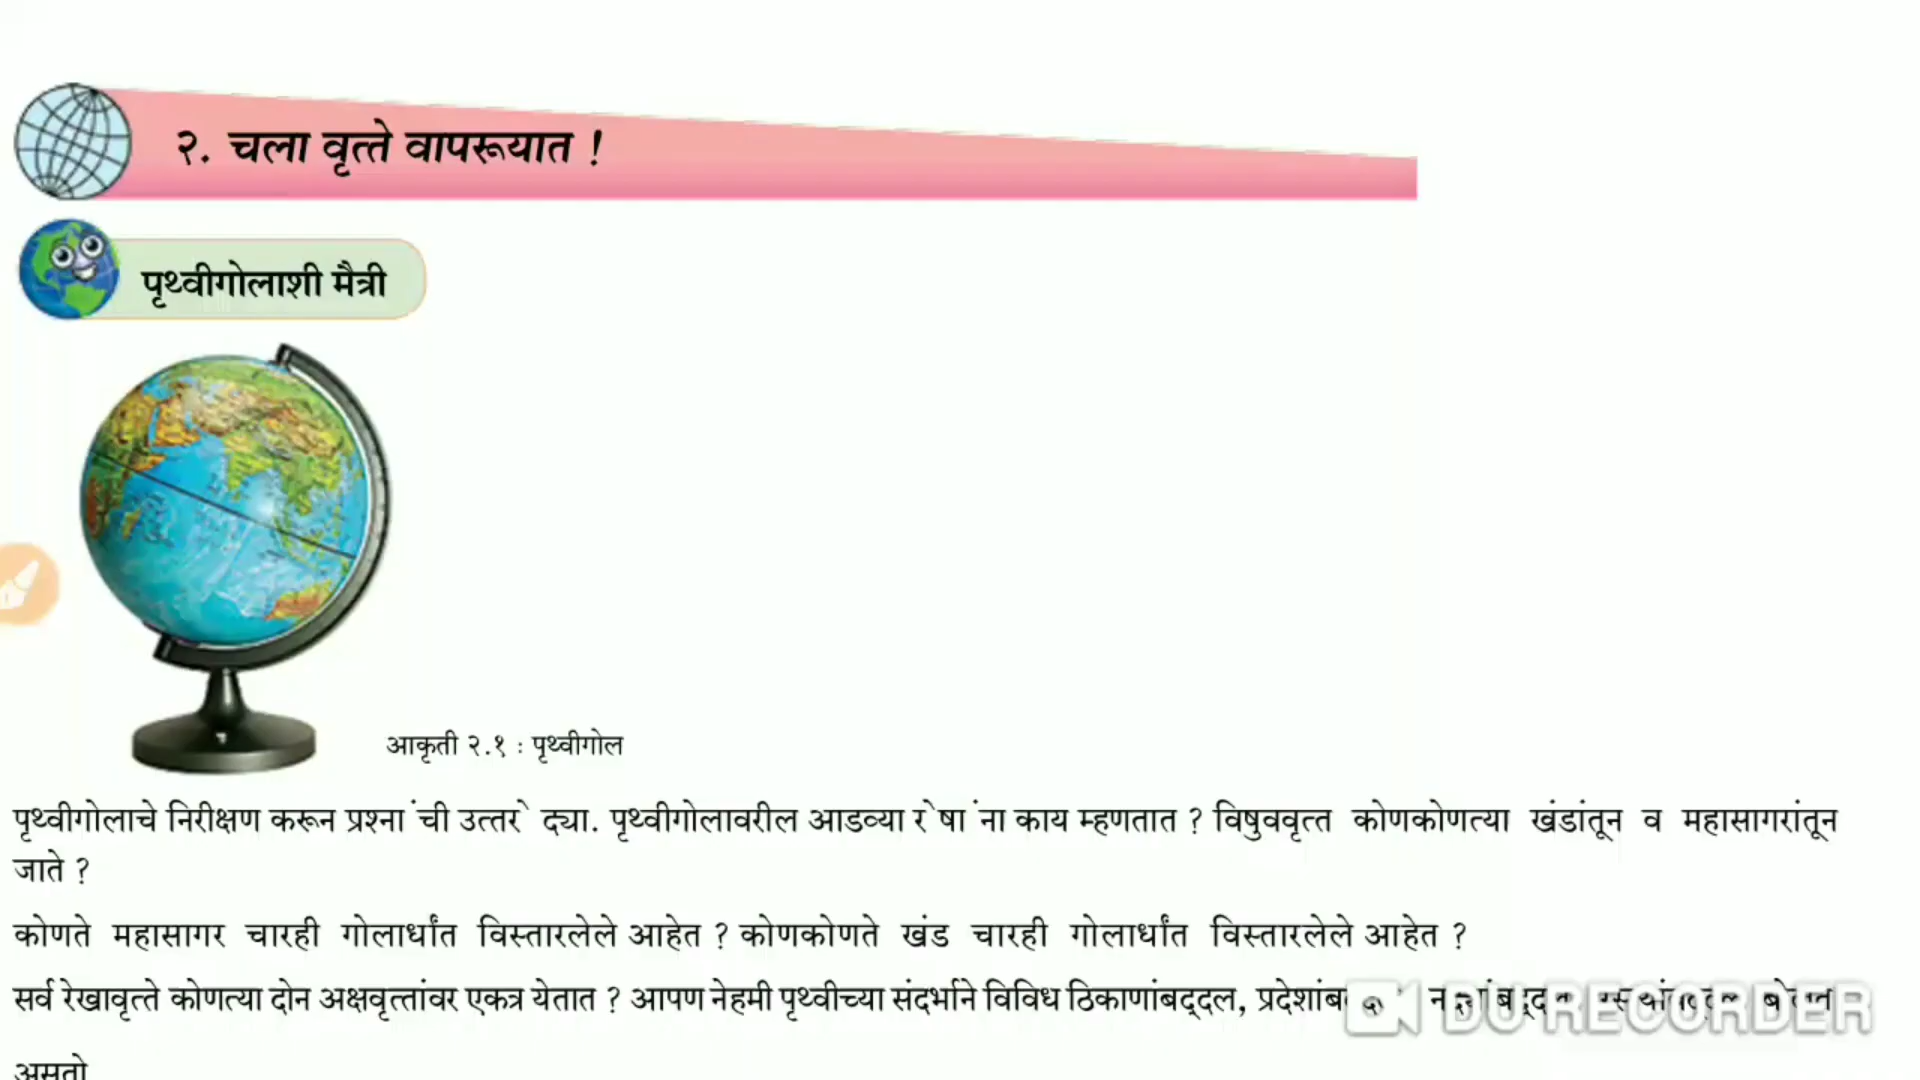 २. चला वृत्ते वापरूयात !
पृथ्वीगोलाशी मैत्री
आकृती २.१ : पृथ्वीगोल
पृथ्वीगोलाचे निरीक्षण करून प्रश्नांची उत्तरे द्या. पृथ्वीगोलावरील आडव्या रेषांना काय म्हणतात ? विषुववृत्त कोणकोणत्या खंडांतून व महासागरांतून
जाते ?
कोणते महासागर चारही गोलार्धांत विस्तारलेले आहेत ? कोणकोणते खंड चारही गोलार्धांत विस्तारलेले आहेत ?
सर्व रेखावृत्ते कोणत्या दोन अक्षवृत्तांवर एकत्र येतात ? आपण नेहमी पृथ्वीच्या संदर्भाने विविध ठिकाणांबद्दल,
DU RECORDER
असतो